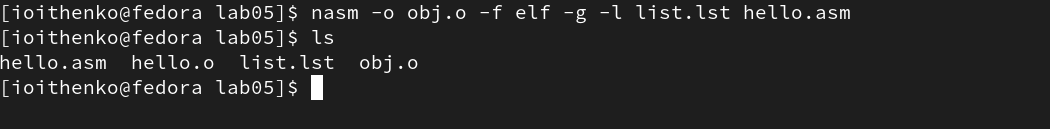 [ioithenko@fedora lab05]$ nasm -o obj.o -f elf -g -l list.lst hello.asm
[ioithenko@fedora lab05]$ ls
hello.asm  hello.o  list.lst  obj.o
[ioithenko@fedora lab05]$